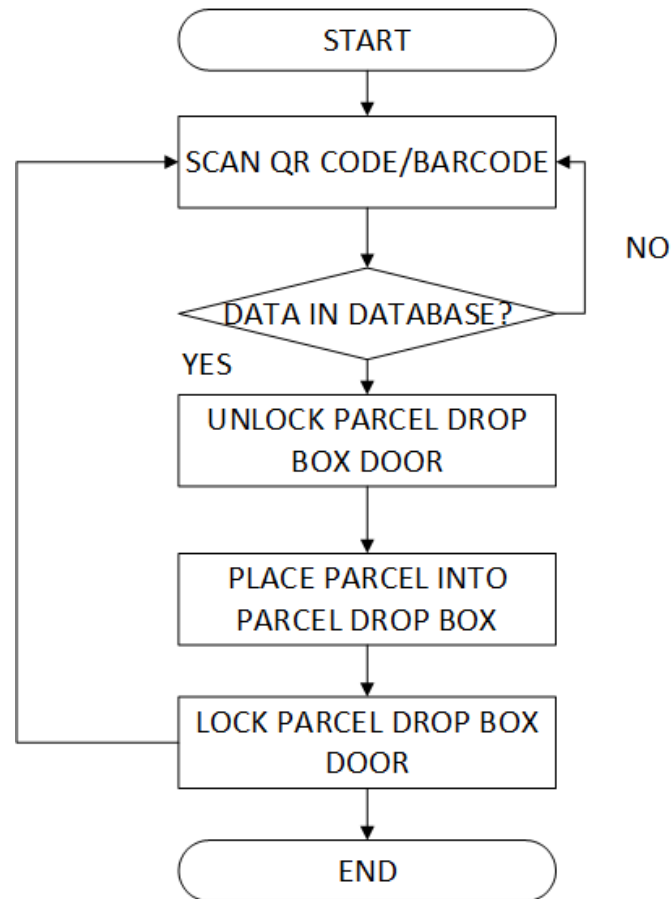 START
SCAN QR CODE/BARCODE
NO
DATA IN DATABASE?
YES
UNLOCK PARCEL DROP
BOX DOOR
PLACE PARCEL INTO
PARCEL DROP BOX
LOCK PARCEL DROP BOX
DOOR
END